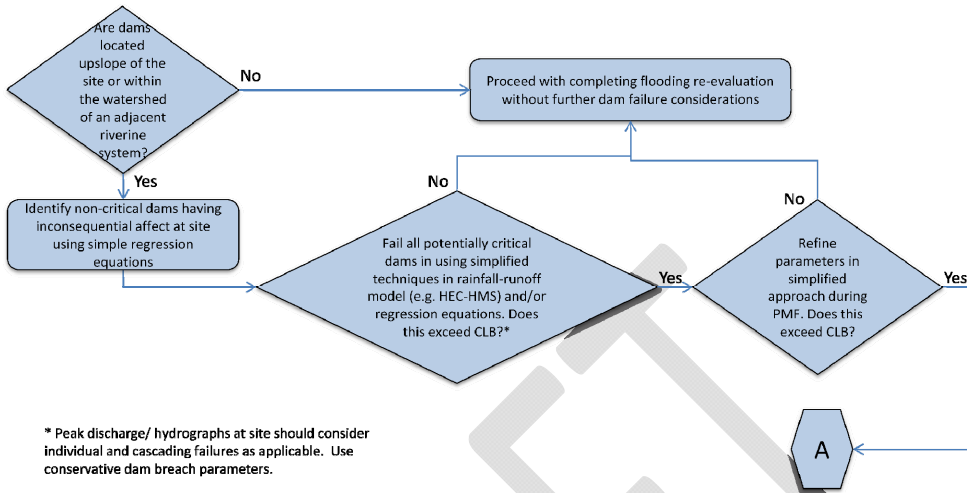 Are dams
located
upslope of the
site or within
the watershed
of an adjacent
riverine
system?
No
Proceed with completing flooding re-evaluation
without further dam failure considerations
Yes
Identify non-critical dams having
inconsequential affect at site
using simple regression
equations
No
Fail all potentially critical
dams in using simplified
techniques in rainfall-runoff
model (e.g. HEC-HMS) and/or
regression equations. Does
this exceed CLB?*
Yes
No
Refine
parameters in
simplified
approach during
PMF. Does this
exceed CLB?
Yes
A
* Peak discharge/ hydrographs at site should consider
individual and cascading failures as applicable.  Use
conservative dam breach parameters.